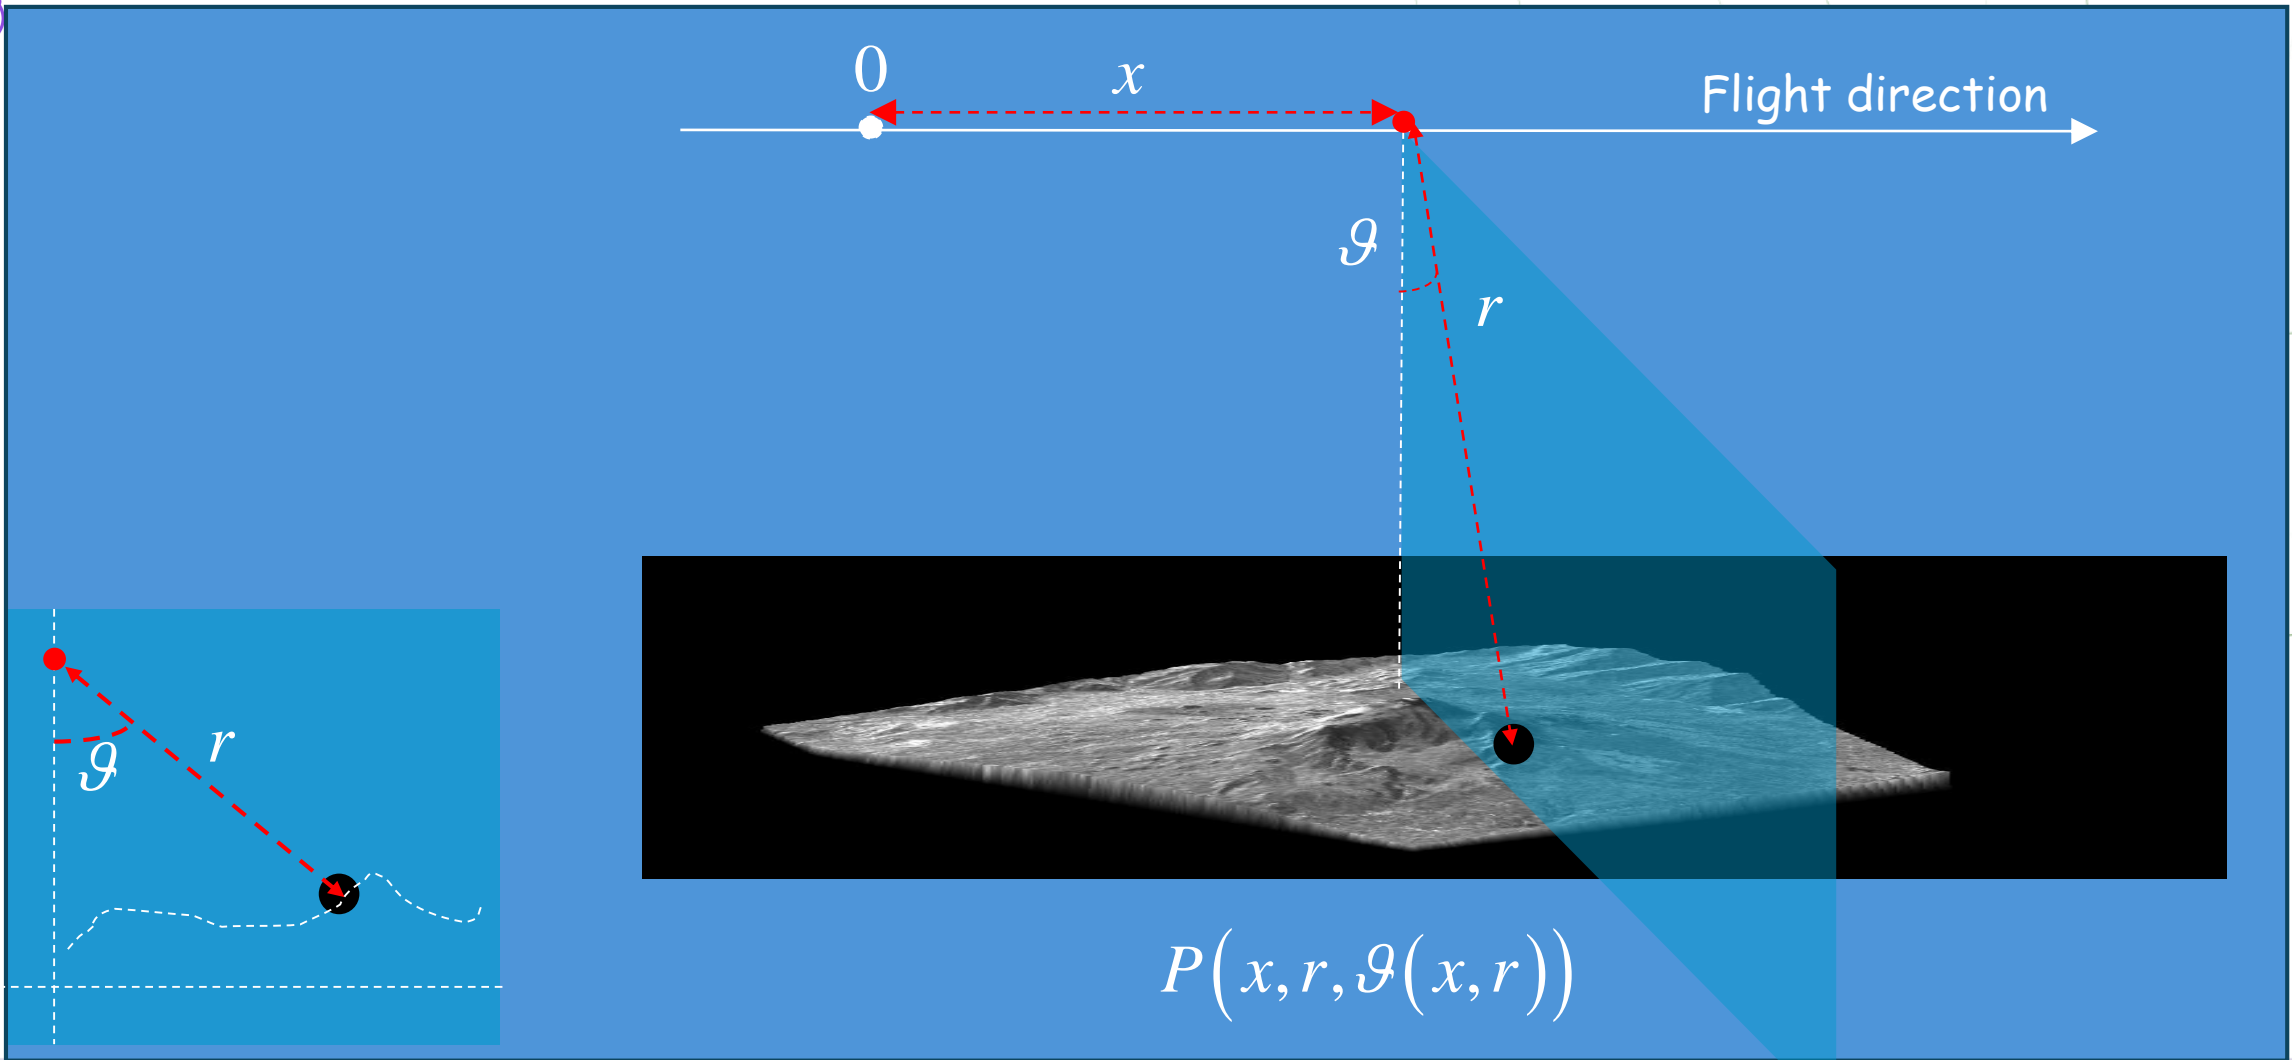 0
x
Flight direction
ϑ
r
r
ϑ
P(x,r,ϑ(x,r))